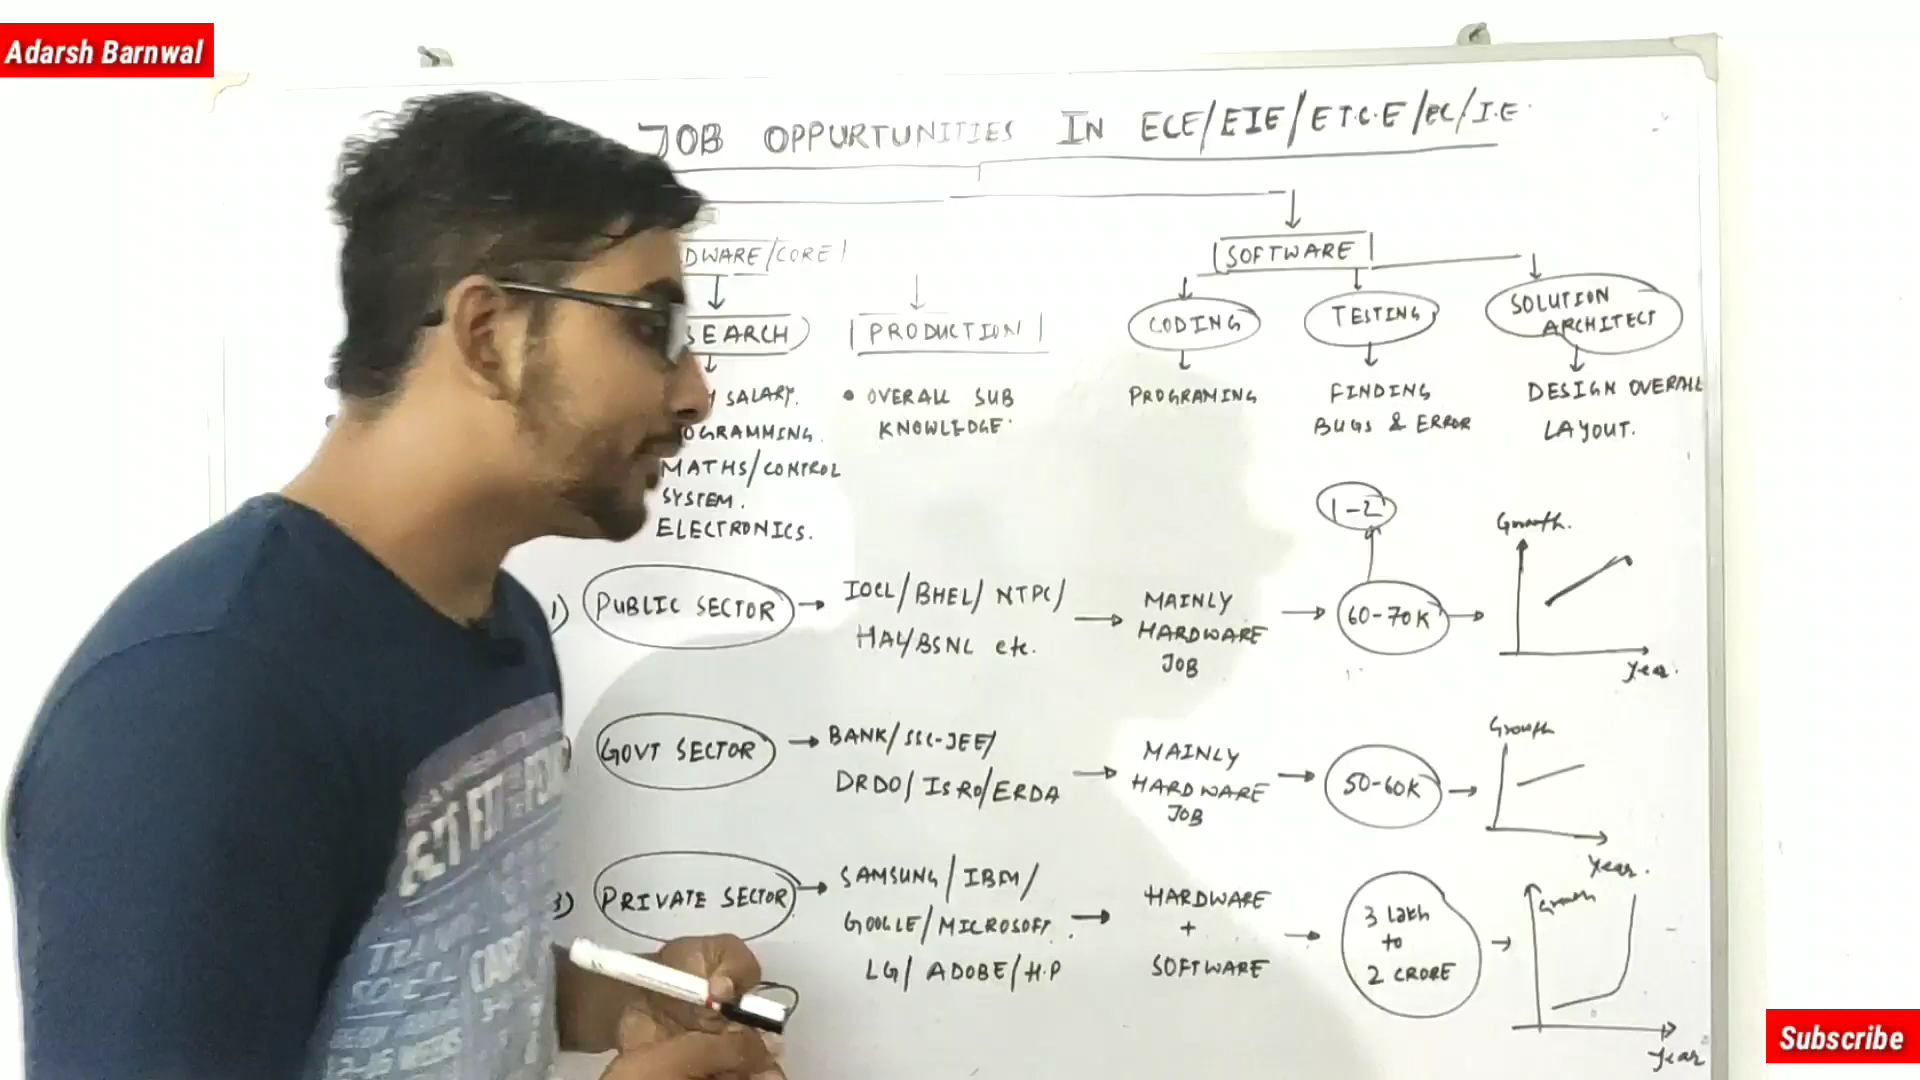 Adarsh Barnwal
JOB OPPURTUNITIES IN ECE/EIE/E T.C.E/EC/I.E.
DWARE/CORE
SOFTWARE
SEARCH
PRODUCTION
CODING
TESTING
SOLUTION
ARCHITECT
SALARY.
OGRAMMING.
MATHS/CONTROL
SYSTEM.
ELECTRONICS.
• OVERALL SUB
KNOWLEDGE.
PROGRAMING
FINDING
BUGS & ERROR
DESIGN OVERALL
LAYOUT.
1-2
1) PUBLIC SECTOR → IOCL/BHEL/NTPC/
HAL/BSNL etc.
→ MAINLY
HARDWARE
JOB
→ 60-70K →
Growth.
Year.
GOVT SECTOR → BANK/SSC-JEE/
DRDO/ISRO/ERDA
→ MAINLY
HARDWARE
JOB
→ 50-60K →
Growth
Year.
3) PRIVATE SECTOR → SAMSUNG/IBM/
GOOGLE/MICROSOFT
LG/ADOBE/H.P
→ HARDWARE
+
SOFTWARE
→ 3 Lakh
to
2 CRORE
→
Growth
Year
Subscribe